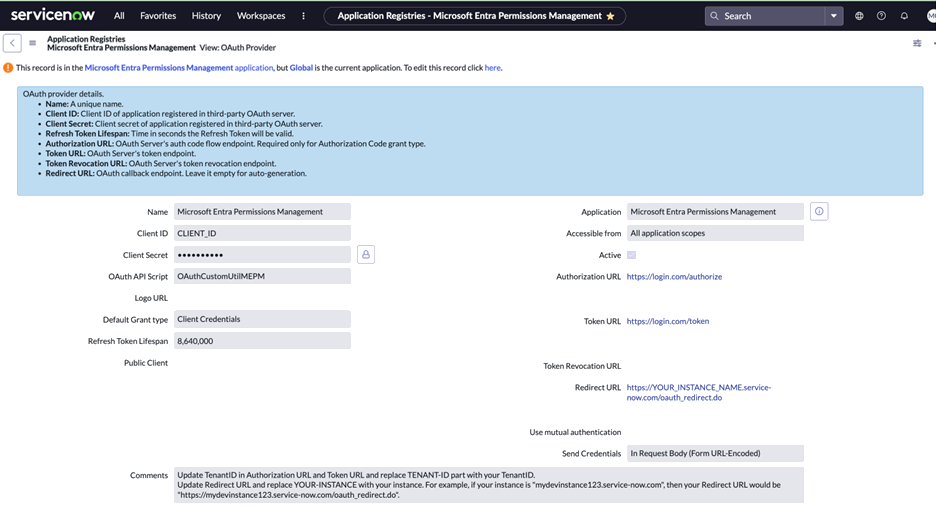 servicenow All Favorites History Workspaces Application Registries - Microsoft Entra Permissions Management Search
Application Registries
Microsoft Entra Permissions Management View: OAuth Provider
This record is in the Microsoft Entra Permissions Management application, but Global is the current application. To edit this record click here.
OAuth provider details.
• Name: A unique name.
• Client ID: Client ID of application registered in third-party OAuth server.
• Client Secret: Client secret of application registered in third-party OAuth server.
• Refresh Token Lifespan: Time in seconds the Refresh Token will be valid.
• Authorization URL: OAuth Server's auth code flow endpoint. Required only for Authorization Code grant type.
• Token URL: OAuth Server's token endpoint.
• Token Revocation URL: OAuth Server's token revocation endpoint.
• Redirect URL: OAuth callback endpoint. Leave it empty for auto-generation.
Name Microsoft Entra Permissions Management
Client ID CLIENT_ID
Client Secret ••••••••••
OAuth API Script OAuthCustomUtilMEPM
Logo URL
Default Grant type Client Credentials
Refresh Token Lifespan 8,640,000
Public Client
Application Microsoft Entra Permissions Management
Accessible from All application scopes
Active
Authorization URL https://login.com/authorize
Token URL https://login.com/token
Token Revocation URL
Redirect URL https://YOUR_INSTANCE_NAME.service-
now.com/oauth_redirect.do
Use mutual authentication
Send Credentials In Request Body (Form URL-Encoded)
Comments Update TenantID in Authorization URL and Token URL and replace TENANT-ID part with your TenantID.
Update Redirect URL and replace YOUR-INSTANCE with your instance. For example, if your instance is "mydevinstance123.service-now.com", then your Redirect URL would be
"https://mydevinstance123.service-now.com/oauth_redirect.do".